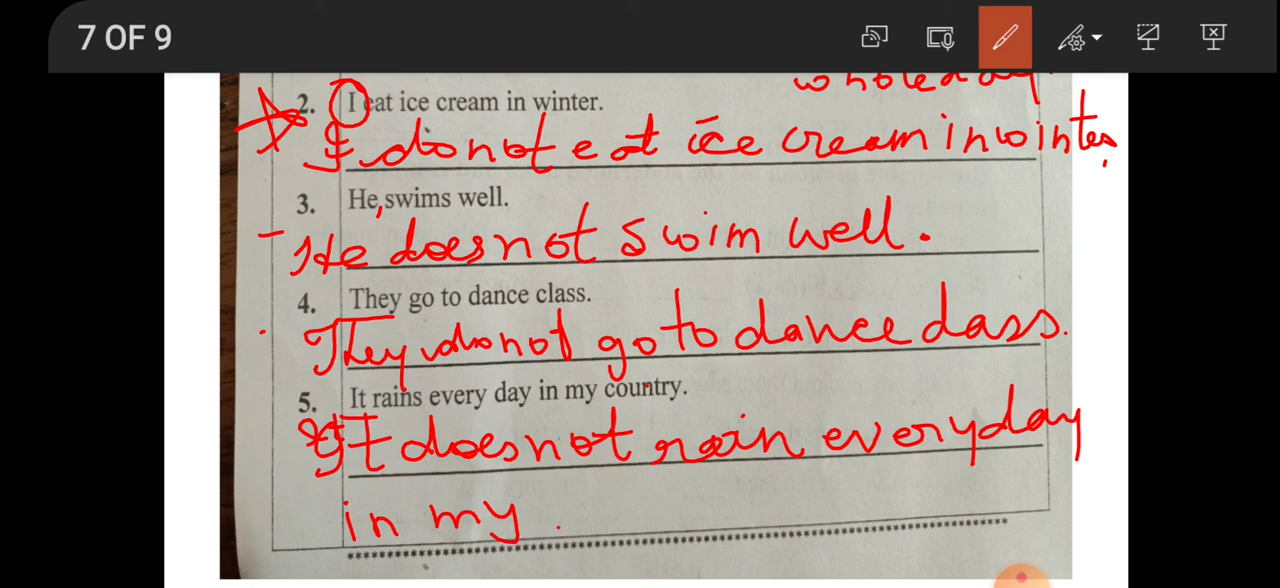 7 OF 9
whole day
2. I eat ice cream in winter.
I do not eat ice cream in winter.
3. He swims well.
- He does not swim well.
4. They go to dance class.
They do not go to dance class.
5. It rains every day in my country.
It does not rain everyday
in my .
********************************************************************************